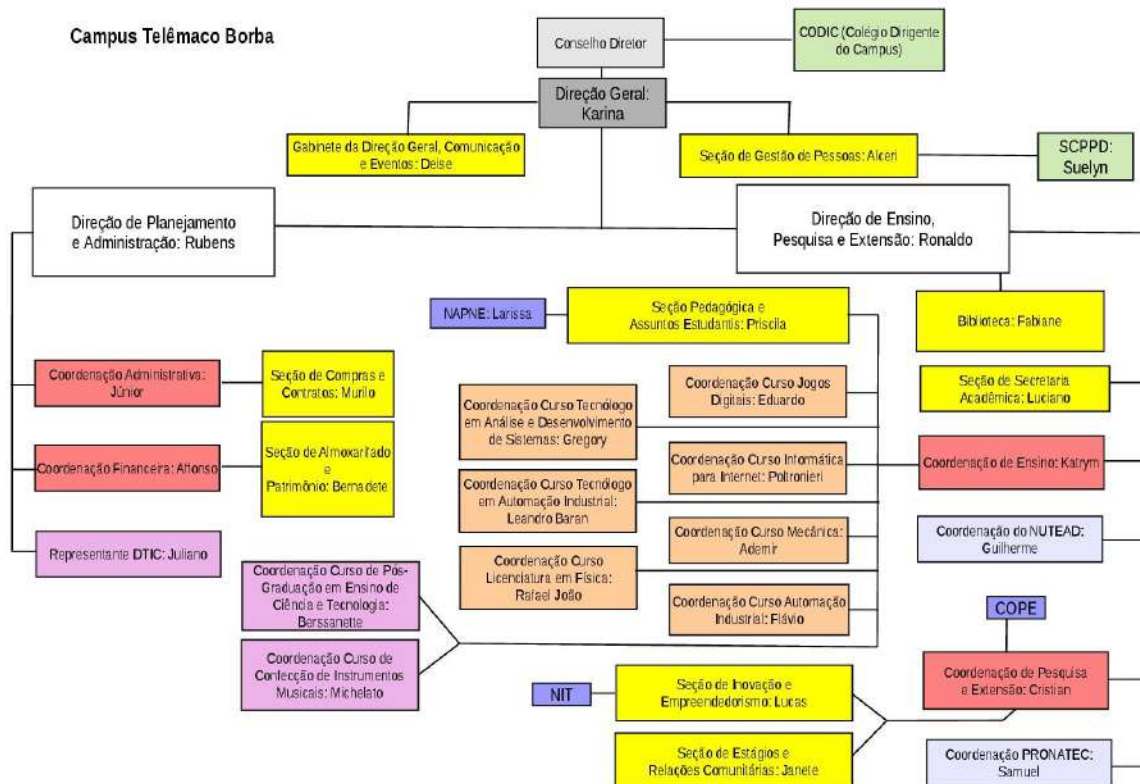 Campus Telêmaco Borba
Conselho Diretor
CODIC (Colégio Dirigente
do Campus)
Direção Geral:
Karina
Gabinete da Direção Geral, Comunicação
e Eventos: Deise
Seção de Gestão de Pessoas: Alceri
SCPPD:
Suelyn
Direção de Planejamento
e Administração: Rubens
Direção de Ensino,
Pesquisa e Extensão: Ronaldo
NAPNE: Larissa
Seção Pedagógica e
Assuntos Estudantis: Priscila
Biblioteca: Fabiane
Coordenação Administrativa:
Júnior
Seção de Compras e
Contratos: Murilo
Coordenação Curso Tecnólogo
em Análise e Desenvolvimento
de Sistemas: Gregory
Coordenação Curso Jogos
Digitais: Eduardo
Seção de Secretaria
Acadêmica: Luciano
Coordenação Financeira: Affonso
Seção de Almoxarifado
e
Patrimônio: Bernadete
Coordenação Curso Tecnólogo
em Automação Industrial:
Leandro Baran
Coordenação Curso Informática
para Internet: Poltronieri
Coordenação de Ensino: Katrym
Representante DTIC: Juliano
Coordenação Curso Mecânica:
Ademir
Coordenação do NUTEAD:
Guilherme
Coordenação Curso de Pós-
Graduação em Ensino de
Ciência e Tecnologia:
Berssanette
Coordenação Curso
Licenciatura em Física:
Rafael João
Coordenação Curso Automação
Industrial: Flávio
COPE
Coordenação Curso de
Confecção de Instrumentos
Musicais: Michelato
NIT
Seção de Inovação e
Empreendedorismo: Lucas
Coordenação de Pesquisa
e Extensão: Cristian
Seção de Estágios e
Relações Comunitárias: Janete
Coordenação PRONATEC:
Samuel